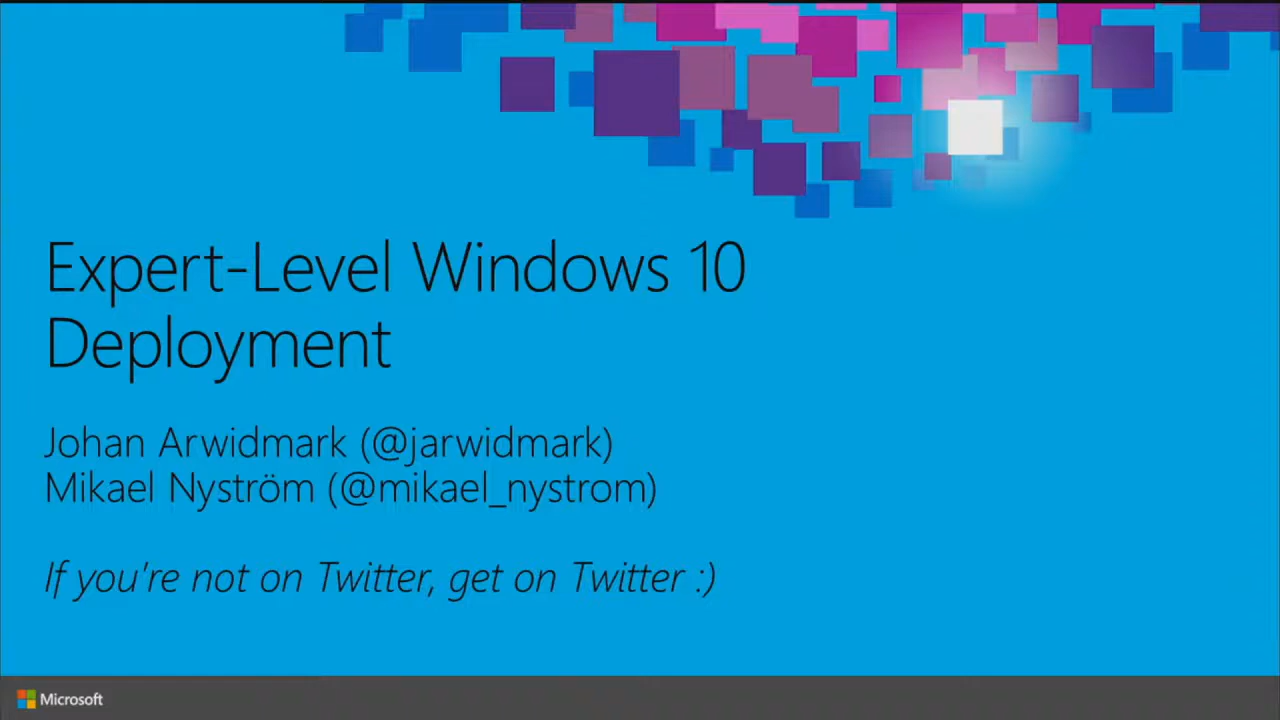 Expert-Level Windows 10
Deployment
Johan Arwidmark (@jarwidmark)
Mikael Nyström (@mikael_nystrom)
If you're not on Twitter, get on Twitter :)
Microsoft